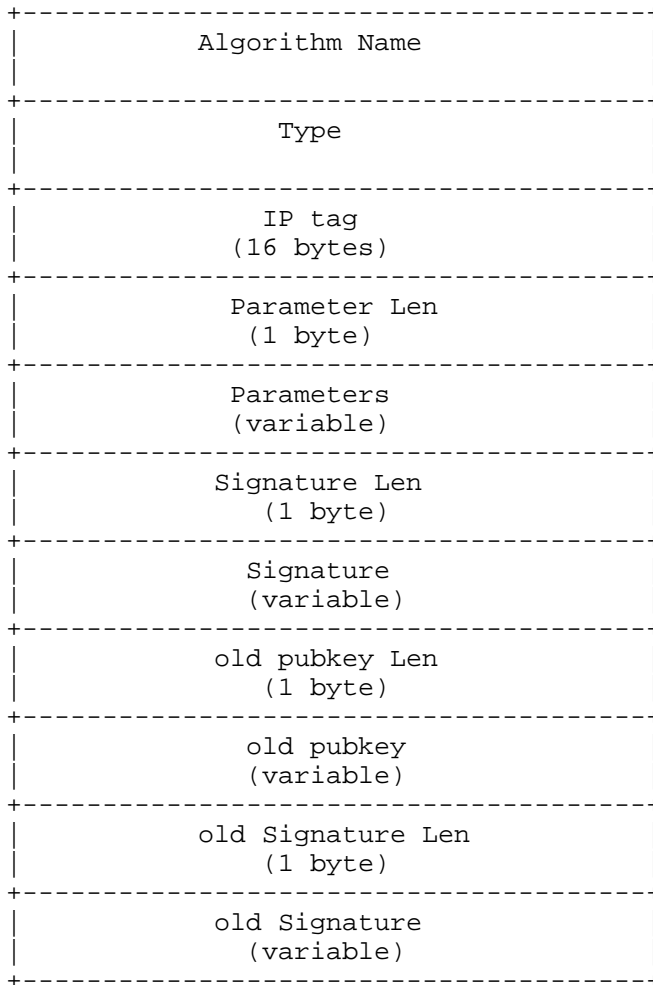 Algorithm Name
Type
IP tag
(16 bytes)
Parameter Len
(1 byte)
Parameters
(variable)
Signature Len
(1 byte)
Signature
(variable)
old pubkey Len
(1 byte)
old pubkey
(variable)
old Signature Len
(1 byte)
old Signature
(variable)